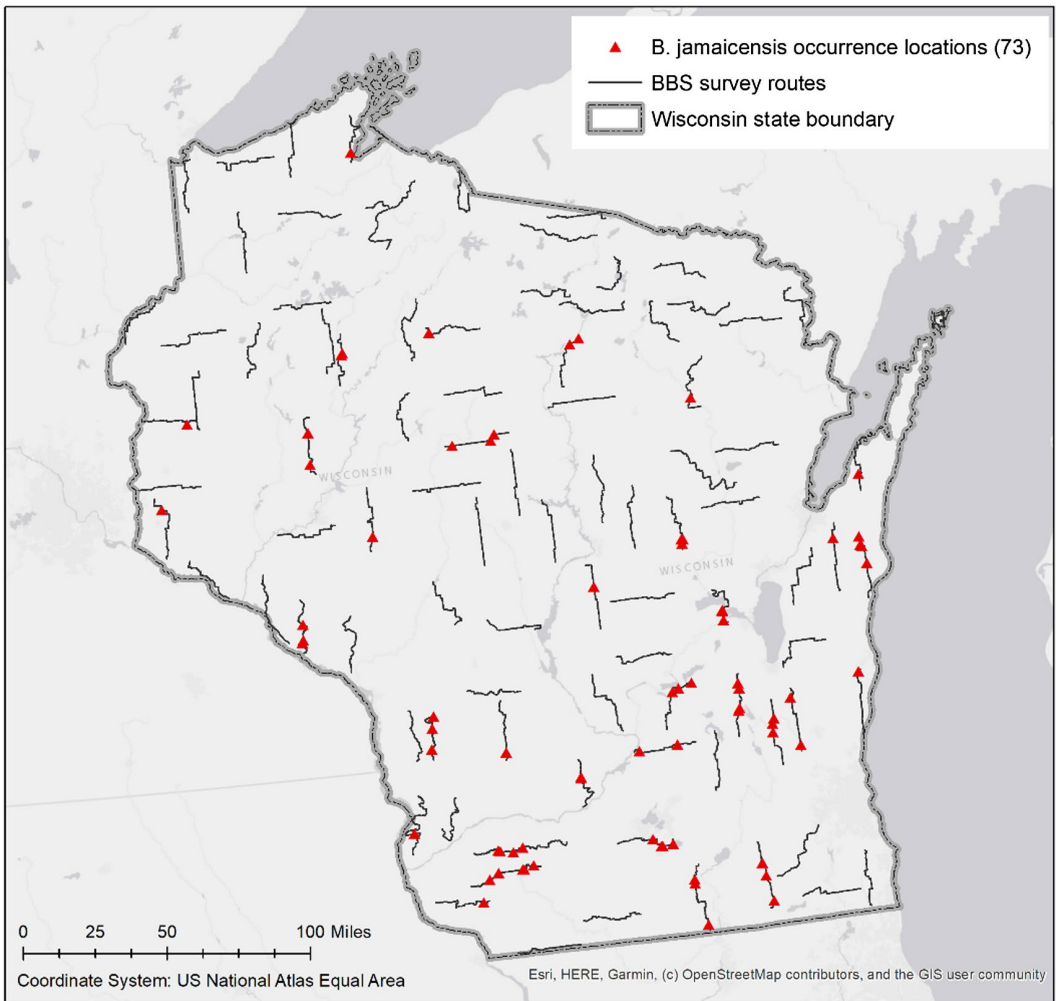 B. jamaicensis occurrence locations (73)
BBS survey routes
Wisconsin state boundary
WISCONSIN
WISCONSIN
0 25 50 100 Miles
Coordinate System: US National Atlas Equal Area
Esri, HERE, Garmin, (c) OpenStreetMap contributors, and the GIS user community